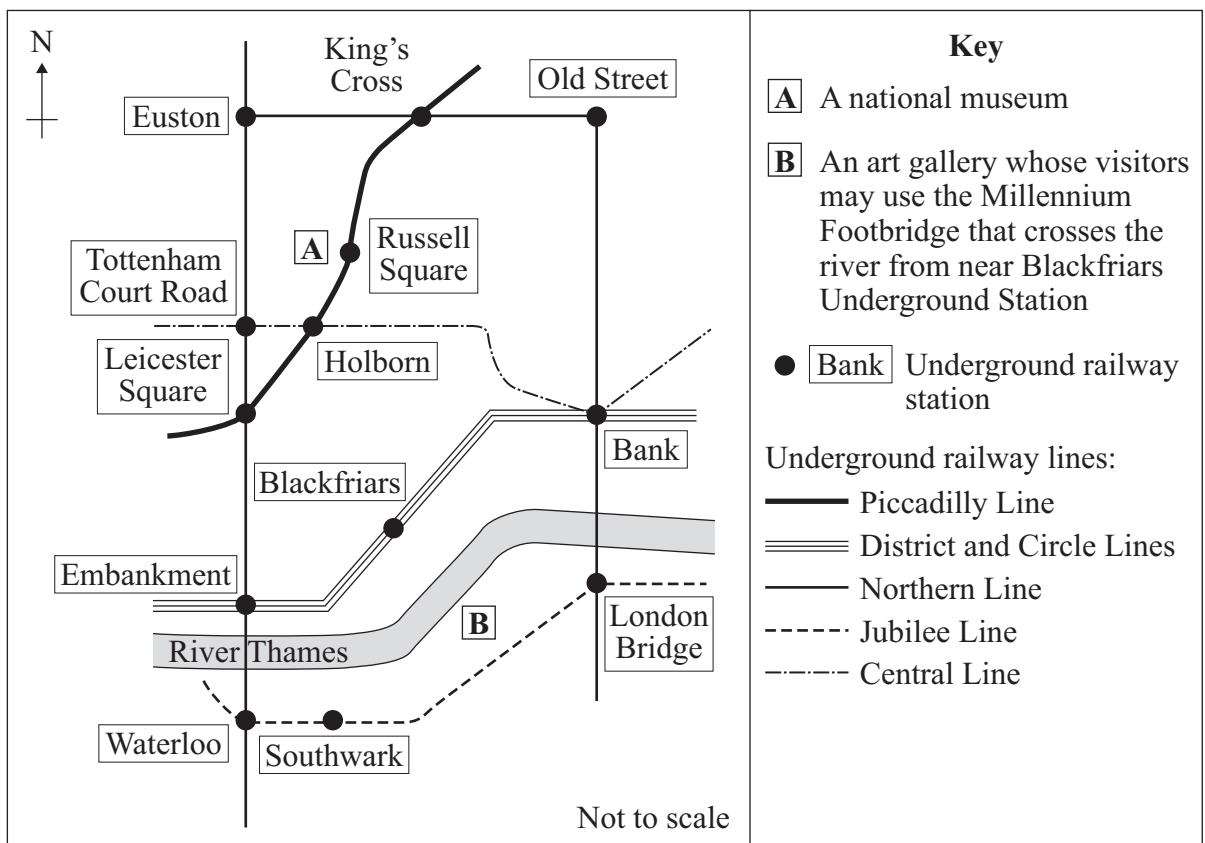 N
King's
Cross
Old Street
Euston
A
Russell
Square
Tottenham
Court Road
Leicester
Square
Holborn
Bank
Blackfriars
Embankment
B
London
Bridge
River Thames
Waterloo
Southwark
Not to scale
Key
A A national museum
B An art gallery whose visitors
may use the Millennium
Footbridge that crosses the
river from near Blackfriars
Underground Station
Bank Underground railway
station
Underground railway lines:
Piccadilly Line
District and Circle Lines
Northern Line
Jubilee Line
Central Line